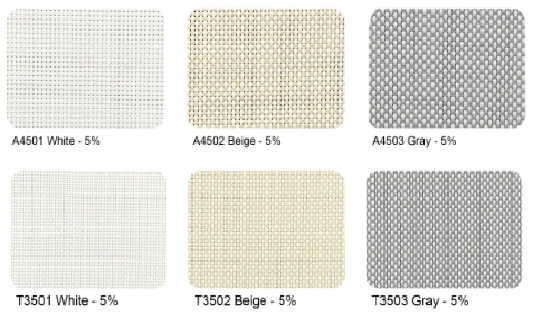 A4501 White - 5% A4502 Beige - 5% A4503 Gray - 5%
T3501 White - 5% T3502 Beige - 5% T3503 Gray - 5%